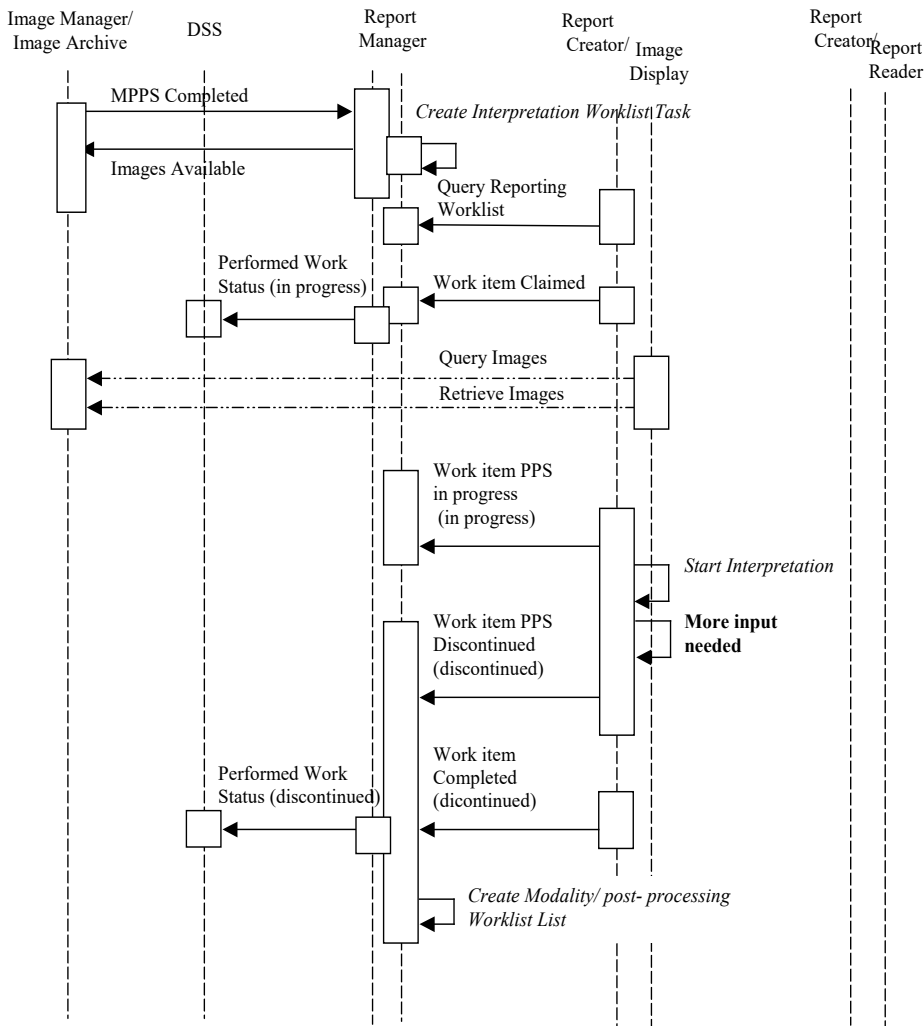 Image Manager/
Image Archive
DSS
Report
Manager
Report
Creator/
Image
Display
Report
Creator/
Report
Reader
MPPS Completed
Create Interpretation Worklist Task
Images Available
Query Reporting
Worklist
Performed Work
Status (in progress)
Work item Claimed
Query Images
Retrieve Images
Work item PPS
in progress
(in progress)
Start Interpretation
Work item PPS
Discontinued
(discontinued)
More input
needed
Performed Work
Status (discontinued)
Work item
Completed
(dicontinued)
Create Modality/ post- processing
Worklist List